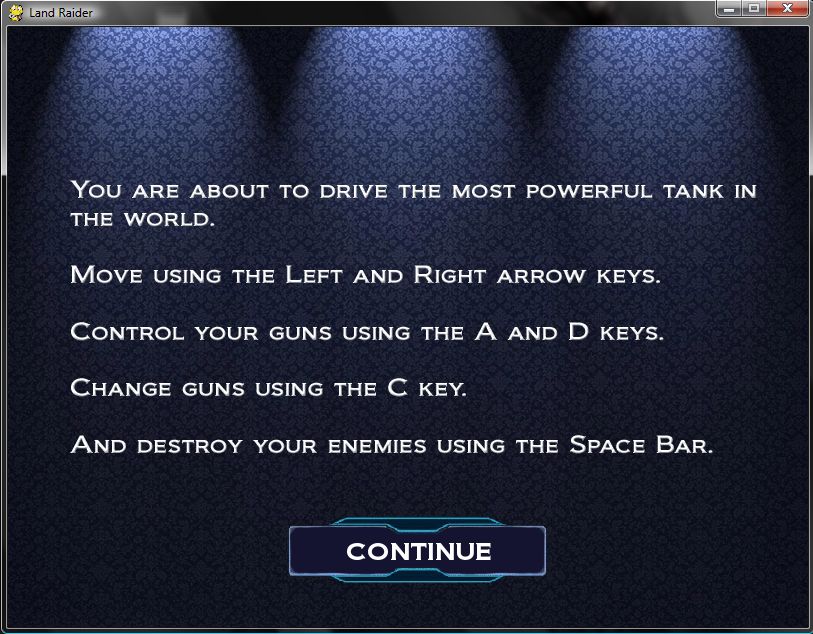 Land Raider
You are about to drive the most powerful tank in
the world.
Move using the Left and Right arrow keys.
Control your guns using the A and D keys.
Change guns using the C key.
And destroy your enemies using the Space Bar.
CONTINUE